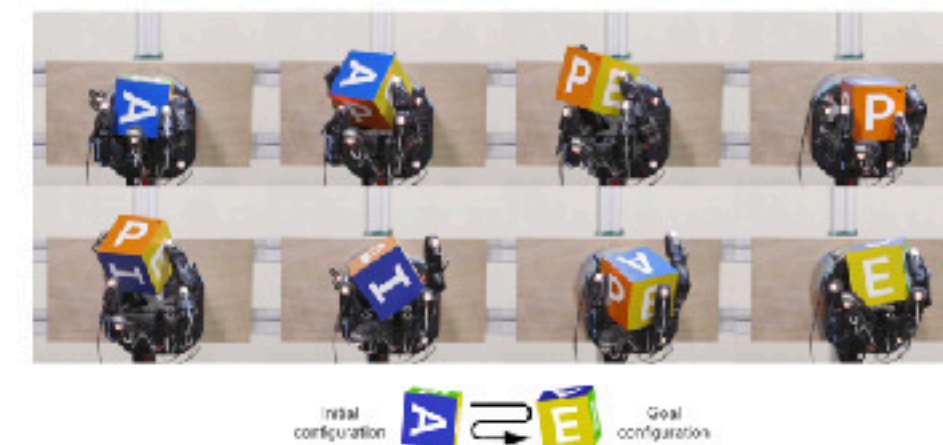 A
A P
P E
P
P I E
I
A P E
E
Initial configuration
A
E
Goal configuration